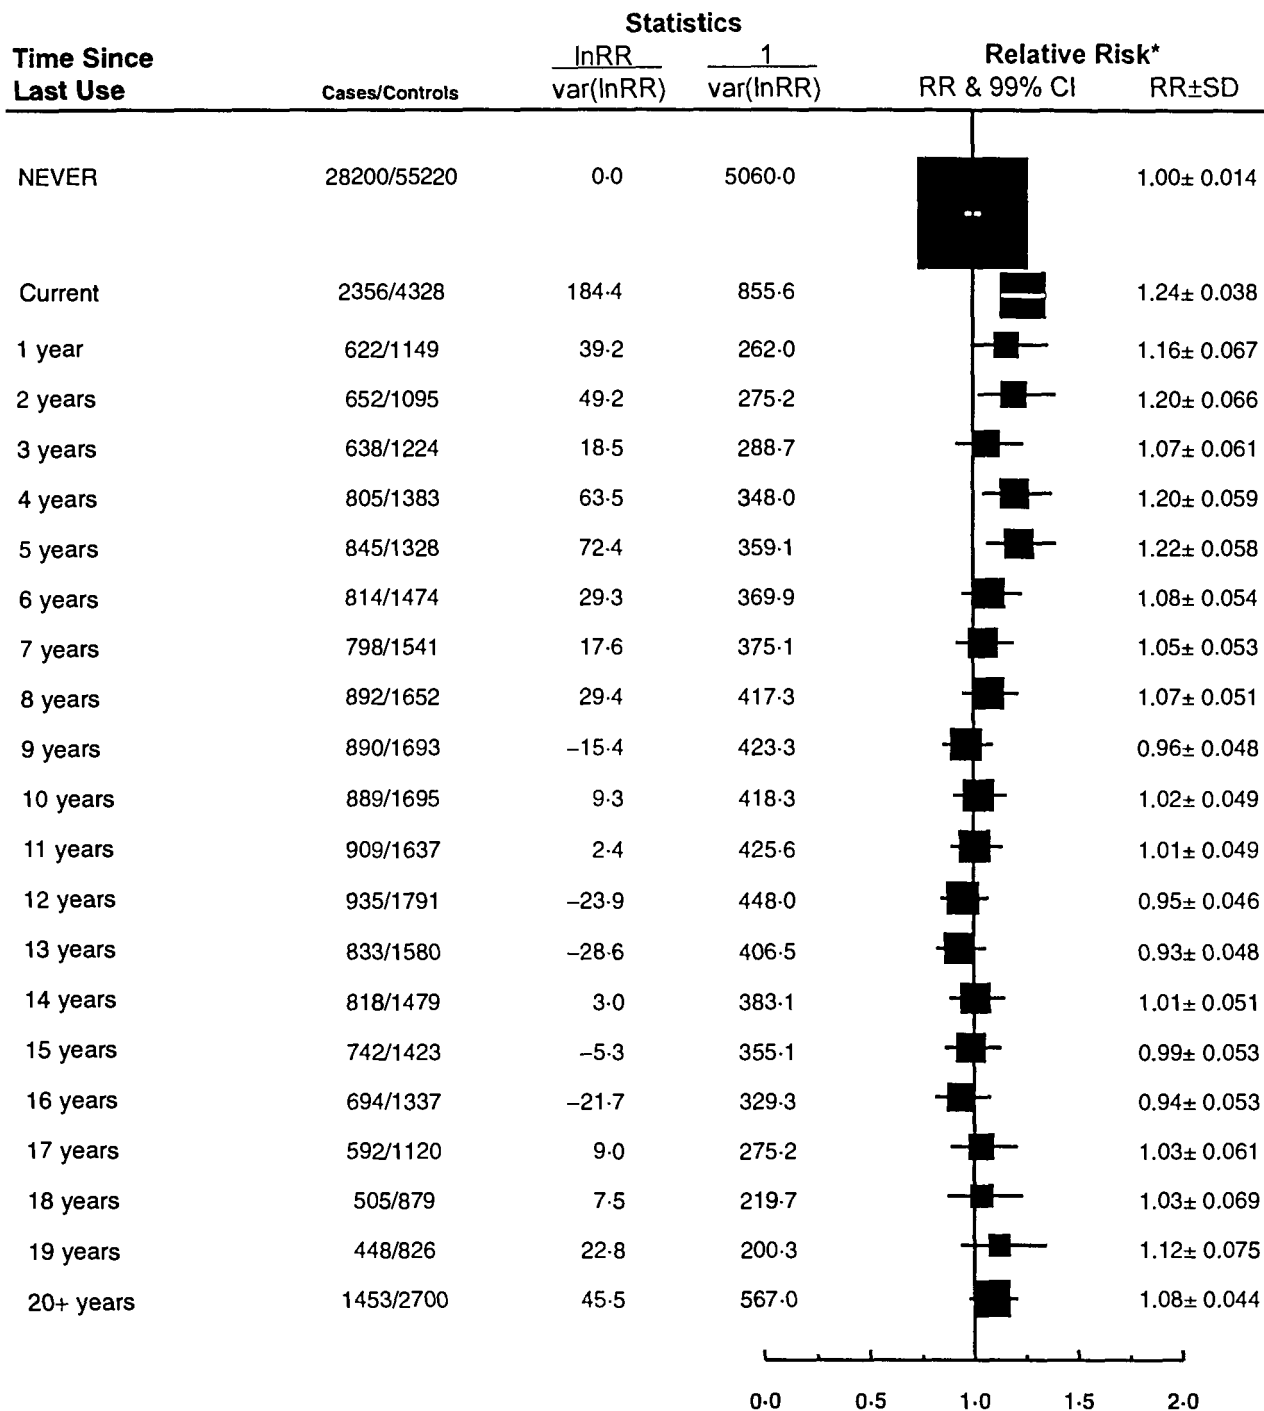 Statistics
Time Since Last Use Cases/Controls lnRR var(lnRR) 1 var(lnRR) Relative Risk* RR & 99% CI RR±SD
NEVER 28200/55220 0·0 5060·0 1.00± 0.014
Current 2356/4328 184·4 855·6 1.24± 0.038
1 year 622/1149 39·2 262·0 1.16± 0.067
2 years 652/1095 49·2 275·2 1.20± 0.066
3 years 638/1224 18·5 288·7 1.07± 0.061
4 years 805/1383 63·5 348·0 1.20± 0.059
5 years 845/1328 72·4 359·1 1.22± 0.058
6 years 814/1474 29·3 369·9 1.08± 0.054
7 years 798/1541 17·6 375·1 1.05± 0.053
8 years 892/1652 29·4 417·3 1.07± 0.051
9 years 890/1693 –15·4 423·3 0.96± 0.048
10 years 889/1695 9·3 418·3 1.02± 0.049
11 years 909/1637 2·4 425·6 1.01± 0.049
12 years 935/1791 –23·9 448·0 0.95± 0.046
13 years 833/1580 –28·6 406·5 0.93± 0.048
14 years 818/1479 3·0 383·1 1.01± 0.051
15 years 742/1423 –5·3 355·1 0.99± 0.053
16 years 694/1337 –21·7 329·3 0.94± 0.053
17 years 592/1120 9·0 275·2 1.03± 0.061
18 years 505/879 7·5 219·7 1.03± 0.069
19 years 448/826 22·8 200·3 1.12± 0.075
20+ years 1453/2700 45·5 567·0 1.08± 0.044
0·0 0·5 1·0 1·5 2·0